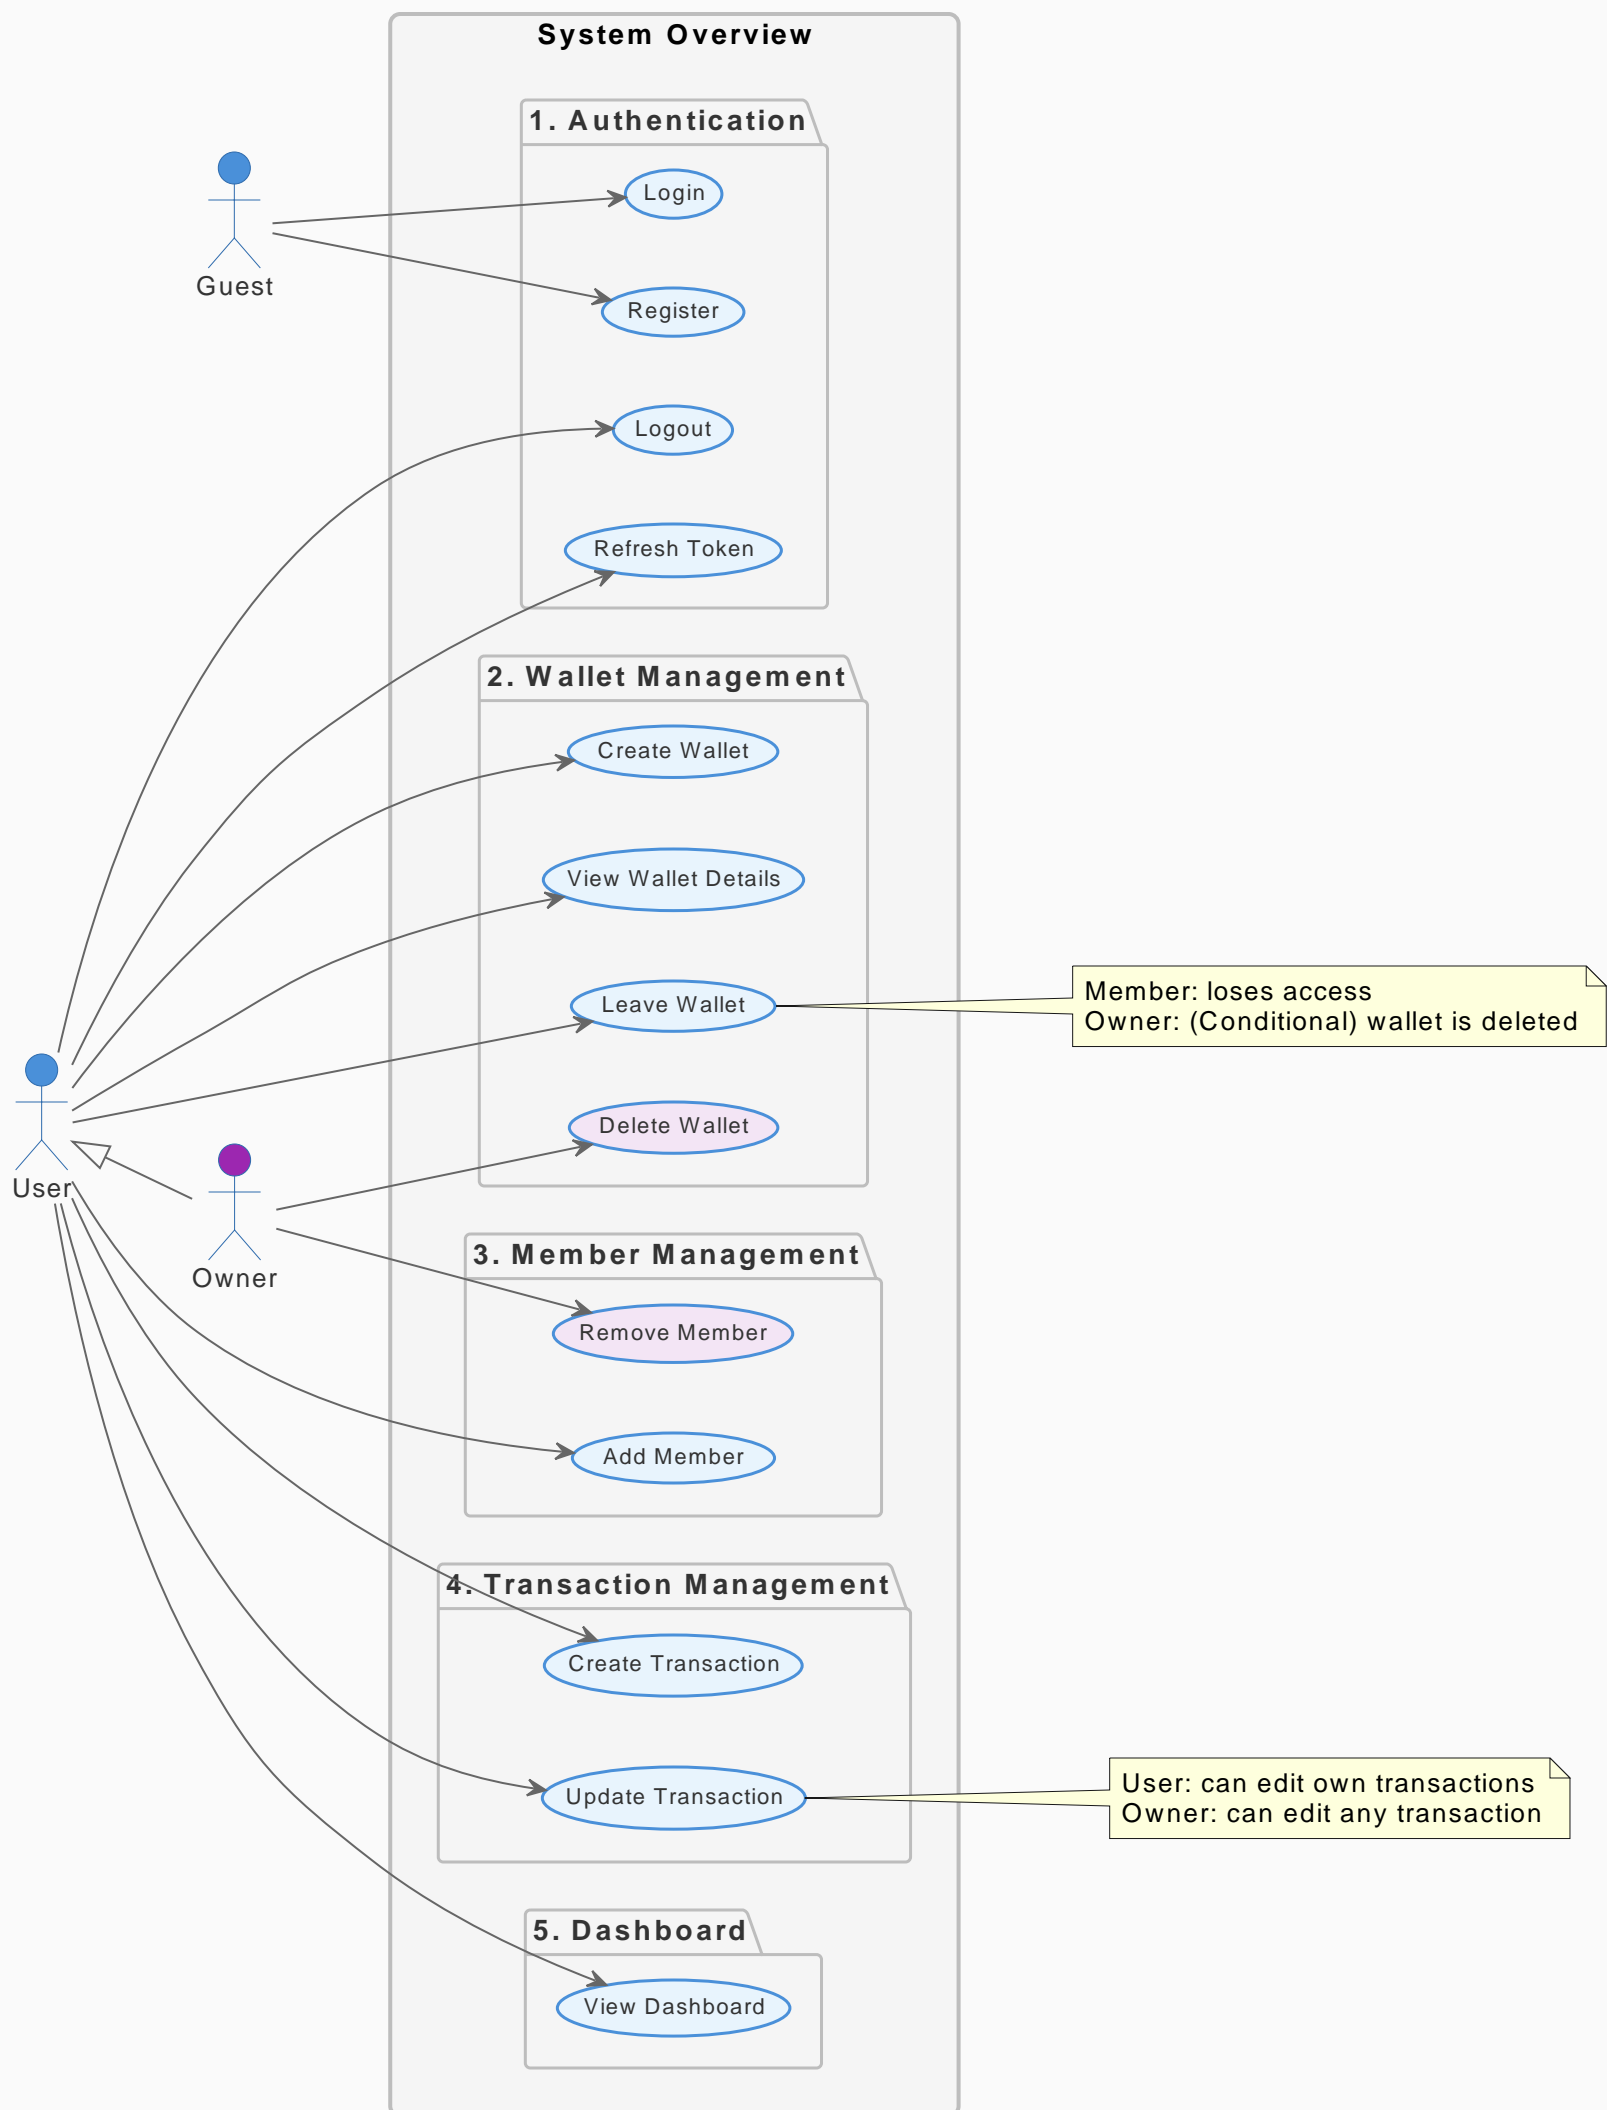 System Overview
1. Authentication
Login
Guest
Register
Logout
Refresh Token
2. Wallet Management
Create Wallet
View Wallet Details
Leave Wallet
Member: loses access
Owner: (Conditional) wallet is deleted
Delete Wallet
User
Owner
3. Member Management
Remove Member
Add Member
4. Transaction Management
Create Transaction
Update Transaction
User: can edit own transactions
Owner: can edit any transaction
5. Dashboard
View Dashboard